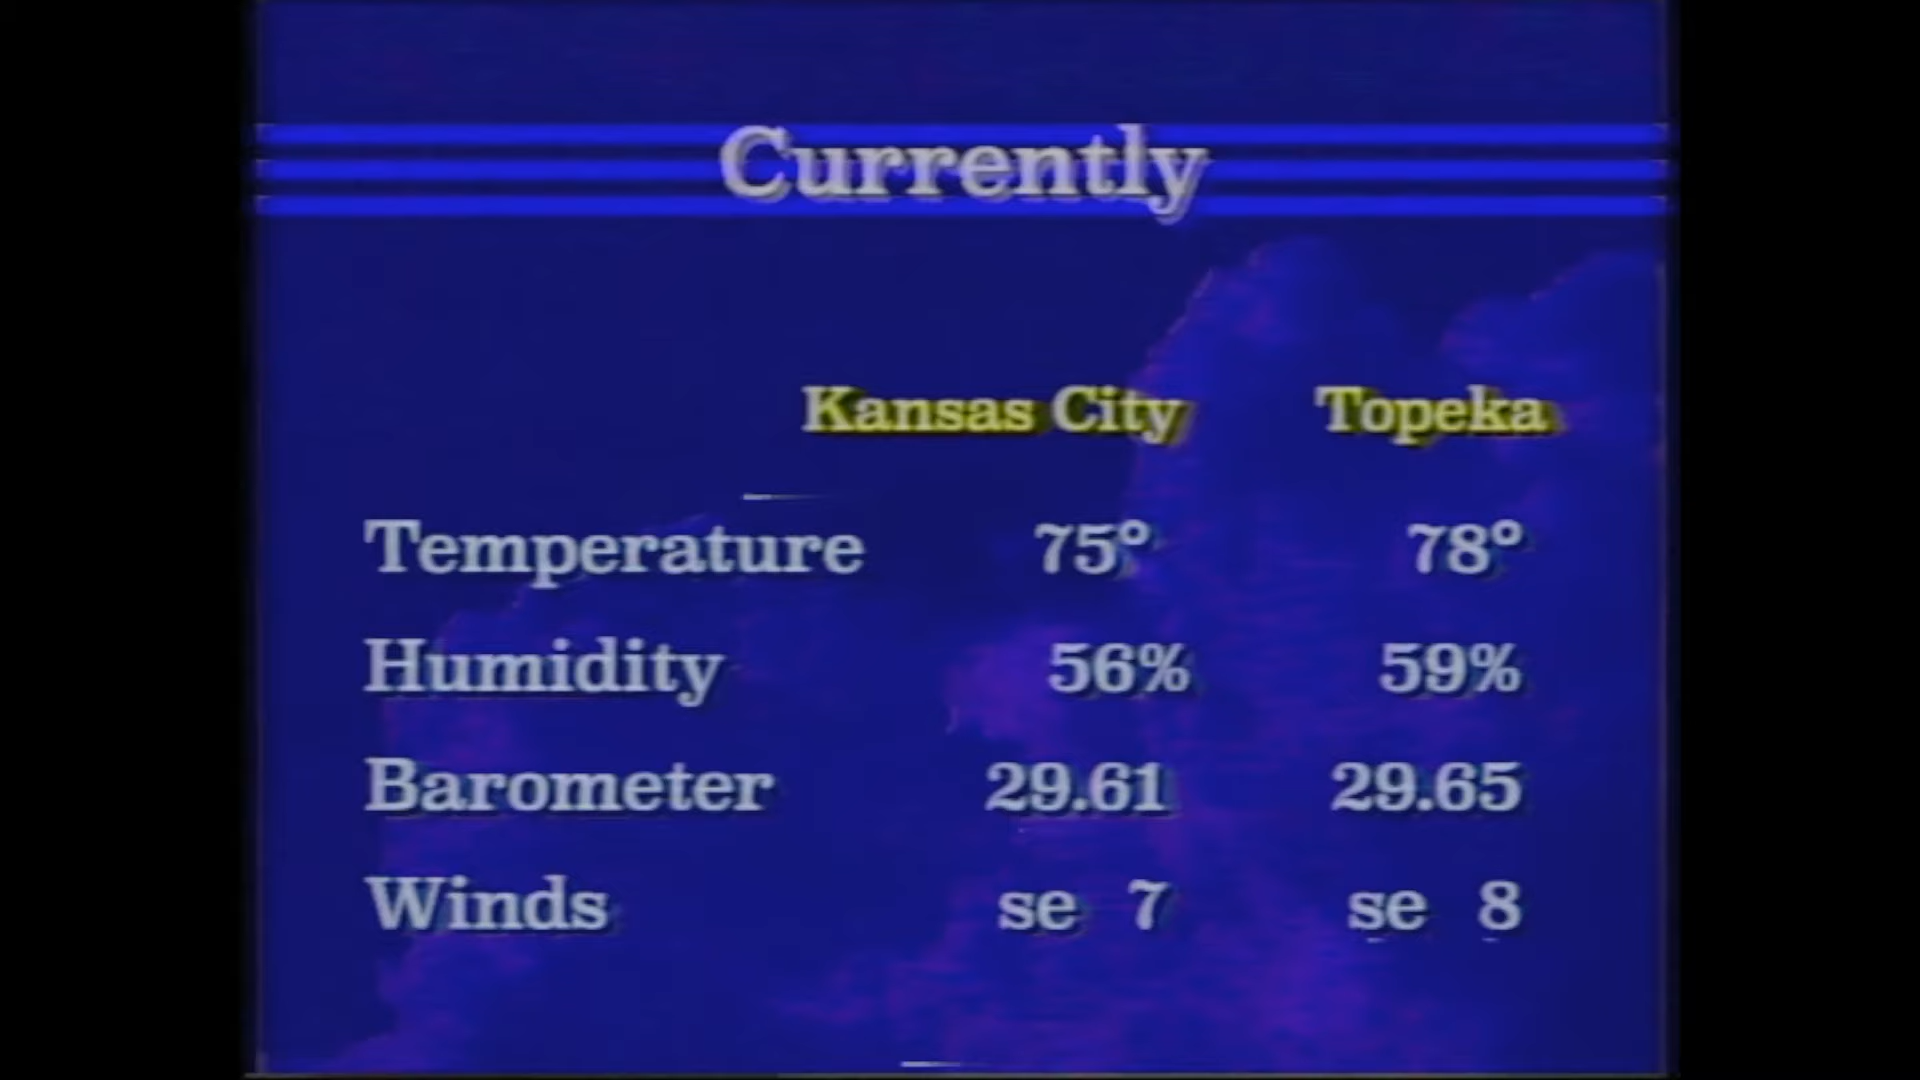 Currently
Kansas City Topeka
Temperature 75° 78°
Humidity 56% 59%
Barometer 29.61 29.65
Winds se 7 se 8